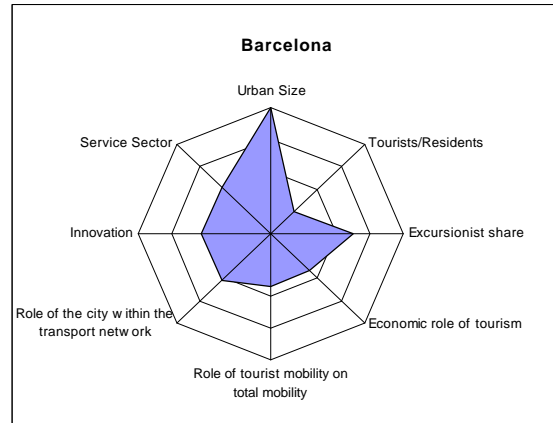 Barcelona
Urban Size
Tourists/Residents
Excursionist share
Economic role of tourism
Role of tourist mobility on
total mobility
Role of the city w ithin the
transport netw ork
Innovation
Service Sector